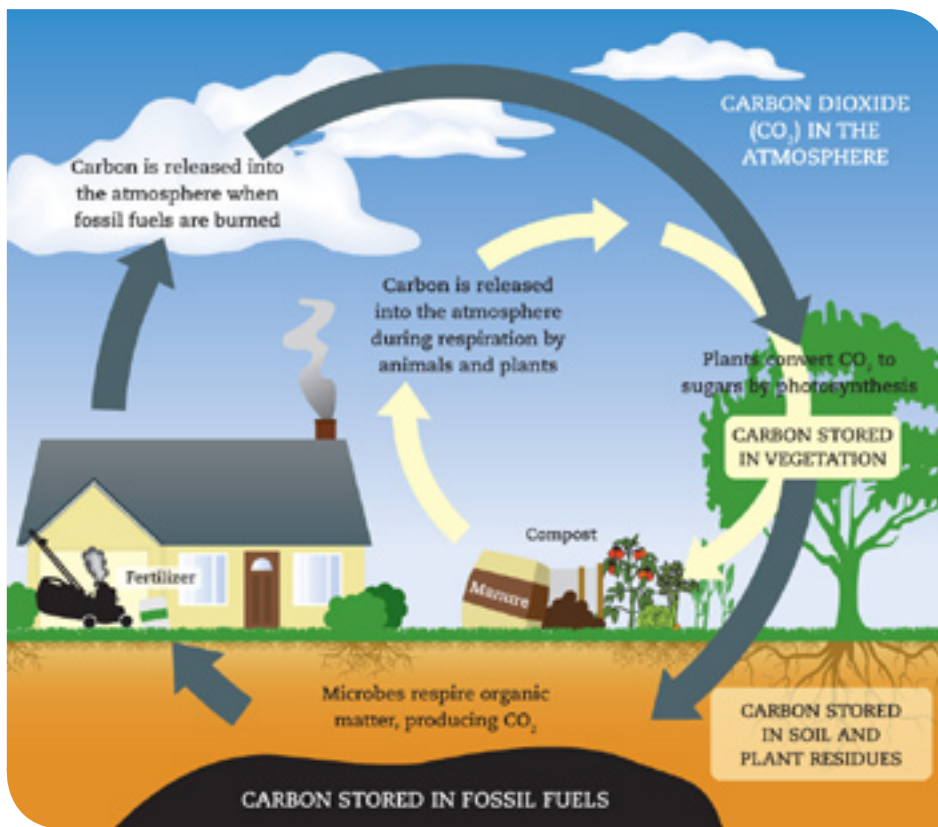 CARBON DIOXIDE
(CO₂) IN THE
ATMOSPHERE
Carbon is released into
the atmosphere when
fossil fuels are burned
Carbon is released
into the atmosphere
during respiration by
animals and plants
Plants convert CO₂ to
sugars by photosynthesis
CARBON STORED
IN VEGETATION
Compost
Fertilizer
Manure
Microbes respire organic
matter, producing CO₂
CARBON STORED
IN SOIL AND
PLANT RESIDUES
CARBON STORED IN FOSSIL FUELS